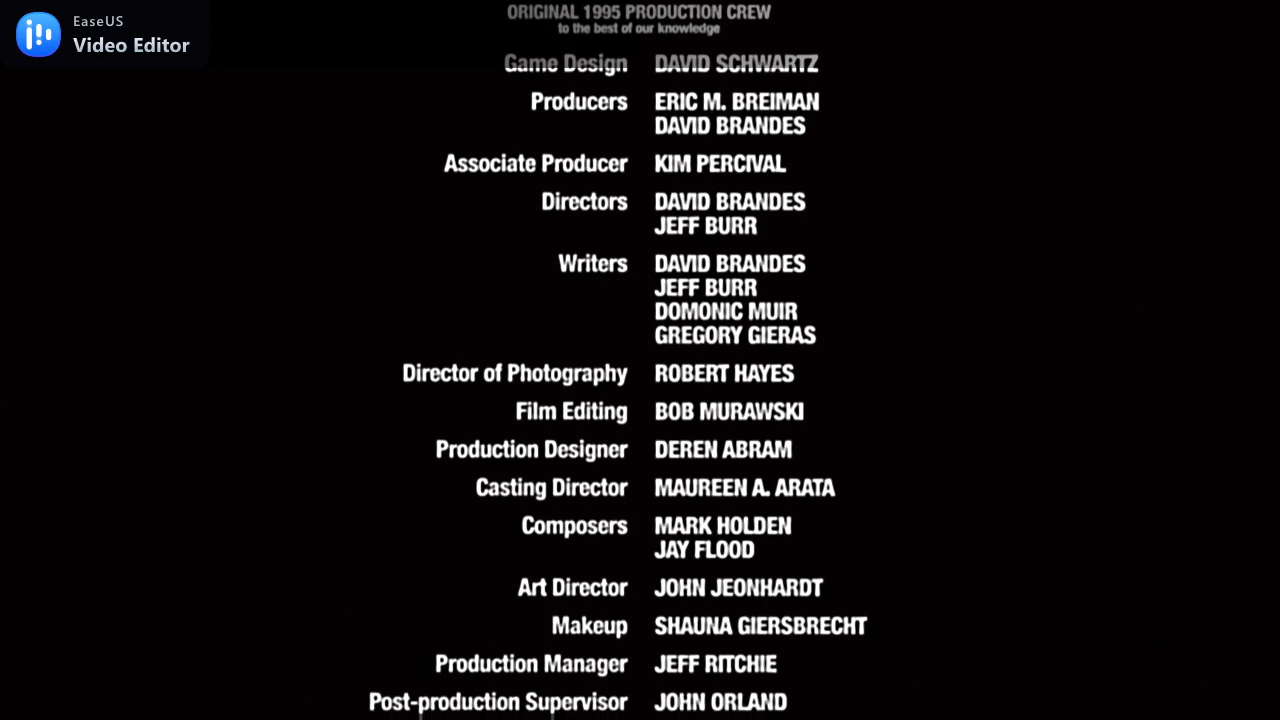 EaseUS
Video Editor
ORIGINAL 1995 PRODUCTION CREW
to the best of our knowledge
Game Design DAVID SCHWARTZ
Producers ERIC M. BREIMAN
DAVID BRANDES
Associate Producer KIM PERCIVAL
Directors DAVID BRANDES
JEFF BURR
Writers DAVID BRANDES
JEFF BURR
DOMONIC MUIR
GREGORY GIERAS
Director of Photography ROBERT HAYES
Film Editing BOB MURAWSKI
Production Designer DEREN ABRAM
Casting Director MAUREEN A. ARATA
Composers MARK HOLDEN
JAY FLOOD
Art Director JOHN JEONHARDT
Makeup SHAUNA GIERSBRECHT
Production Manager JEFF RITCHIE
Post-production Supervisor JOHN ORLAND